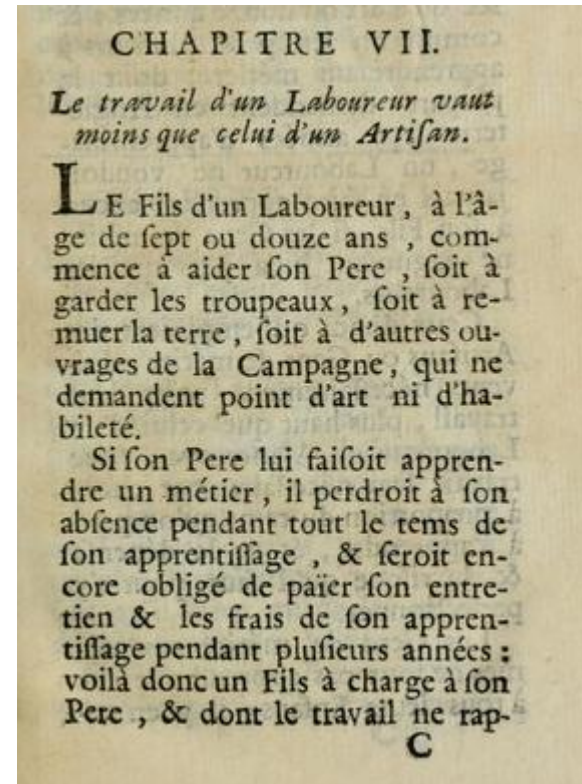 CHAPITRE VII.
Le travail d'un Laboureur vaut
moins que celui d'un Artiſan.
LE Fils d'un Laboureur, à l'â-
ge de ſept ou douze ans, com-
mence à aider ſon Pere, ſoit à
garder les troupeaux, ſoit à re-
muer la terre, ſoit à d'autres ou-
vrages de la Campagne, qui ne
demandent point d'art ni d'ha-
bileté.
Si ſon Pere lui faiſoit appren-
dre un métier, il perdroit à ſon
abſence pendant tout le tems de
ſon apprentiſſage, & ſeroit en-
core obligé de païer ſon entre-
tien & les frais de ſon appren-
tiſſage pendant pluſieurs années :
voilà donc un Fils à charge à ſon
Pere, & dont le travail ne rap-
C